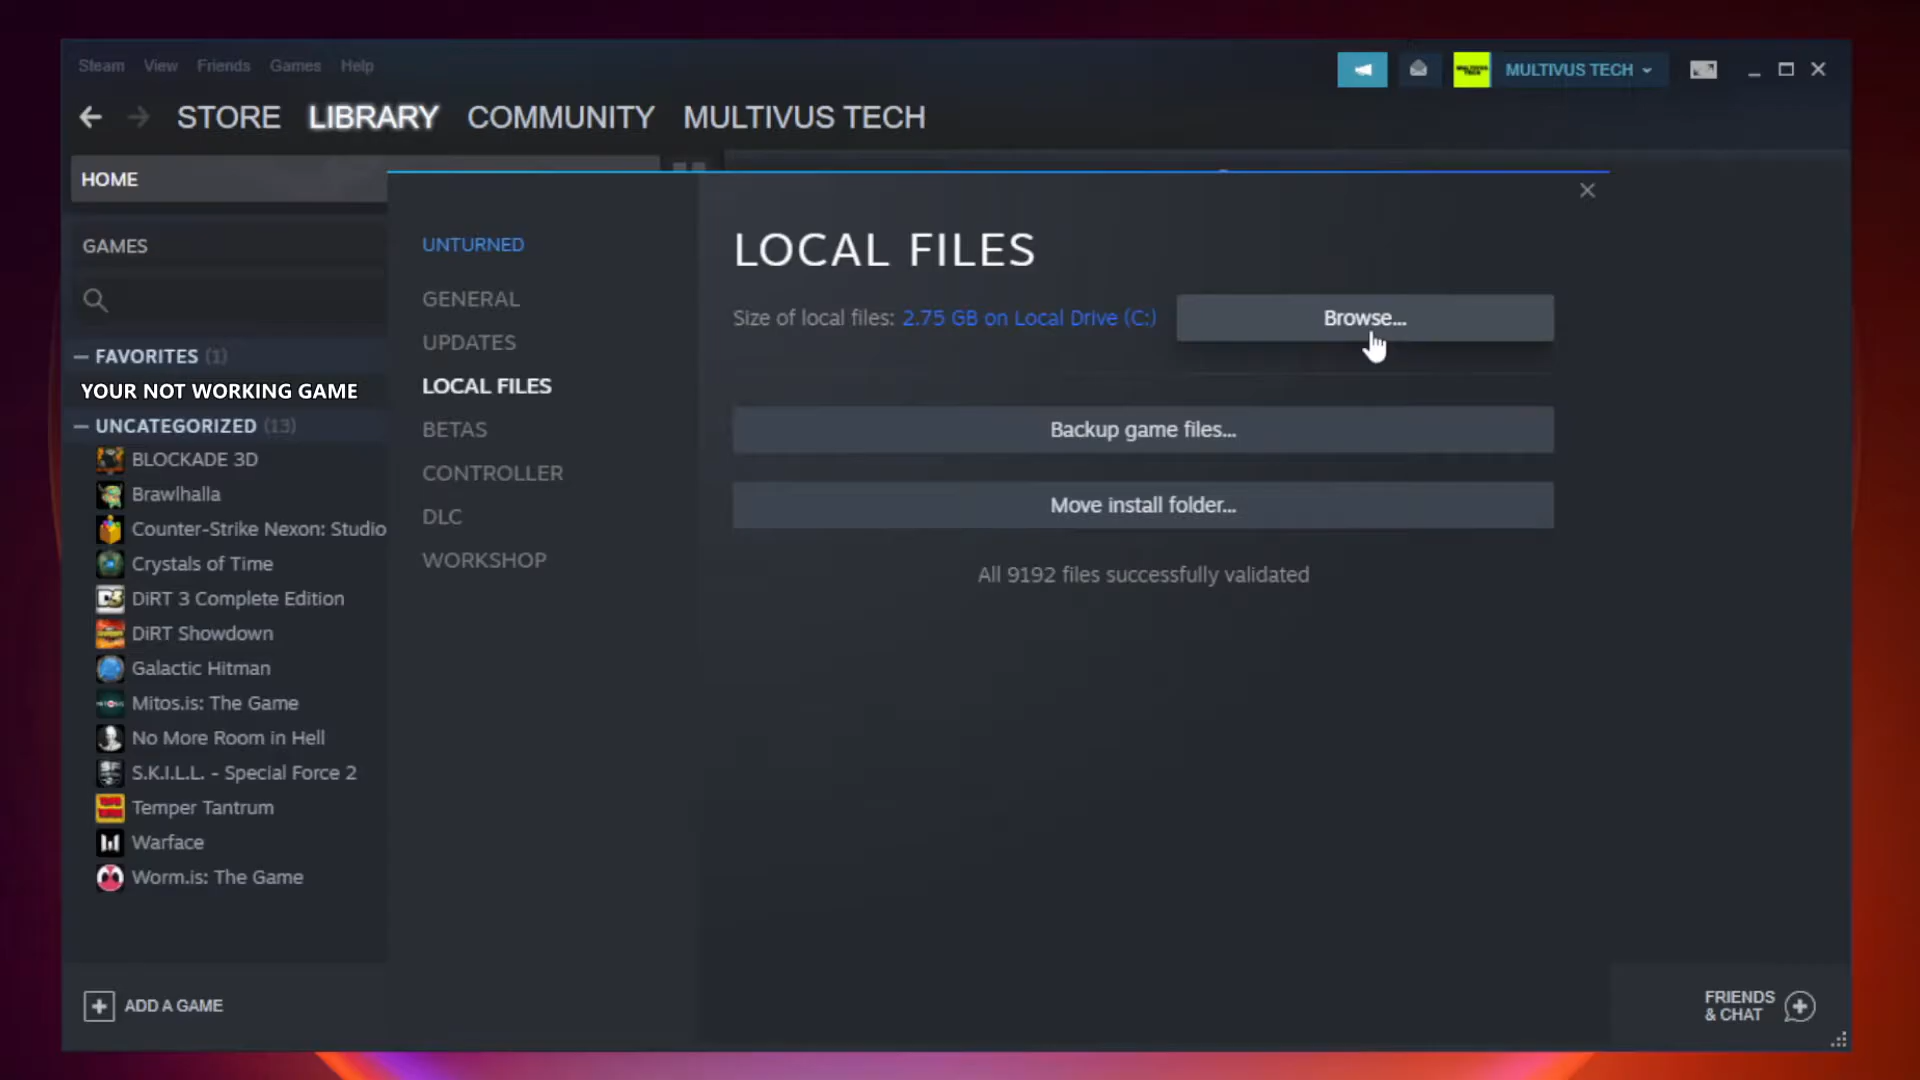 Steam View Friends Games Help
MULTIVUS TECH
STORE LIBRARY COMMUNITY MULTIVUS TECH
HOME
GAMES
— FAVORITES (1)
YOUR NOT WORKING GAME
— UNCATEGORIZED (13)
BLOCKADE 3D
Brawlhalla
Counter-Strike Nexon: Studio
Crystals of Time
DiRT 3 Complete Edition
DiRT Showdown
Galactic Hitman
Mitos.is: The Game
No More Room in Hell
S.K.I.L.L. - Special Force 2
Temper Tantrum
Warface
Worm.is: The Game
ADD A GAME
UNTURNED
GENERAL
UPDATES
LOCAL FILES
BETAS
CONTROLLER
DLC
WORKSHOP
LOCAL FILES
Size of local files: 2.75 GB on Local Drive (C:)
Browse...
Backup game files...
Move install folder...
All 9192 files successfully validated
FRIENDS
& CHAT